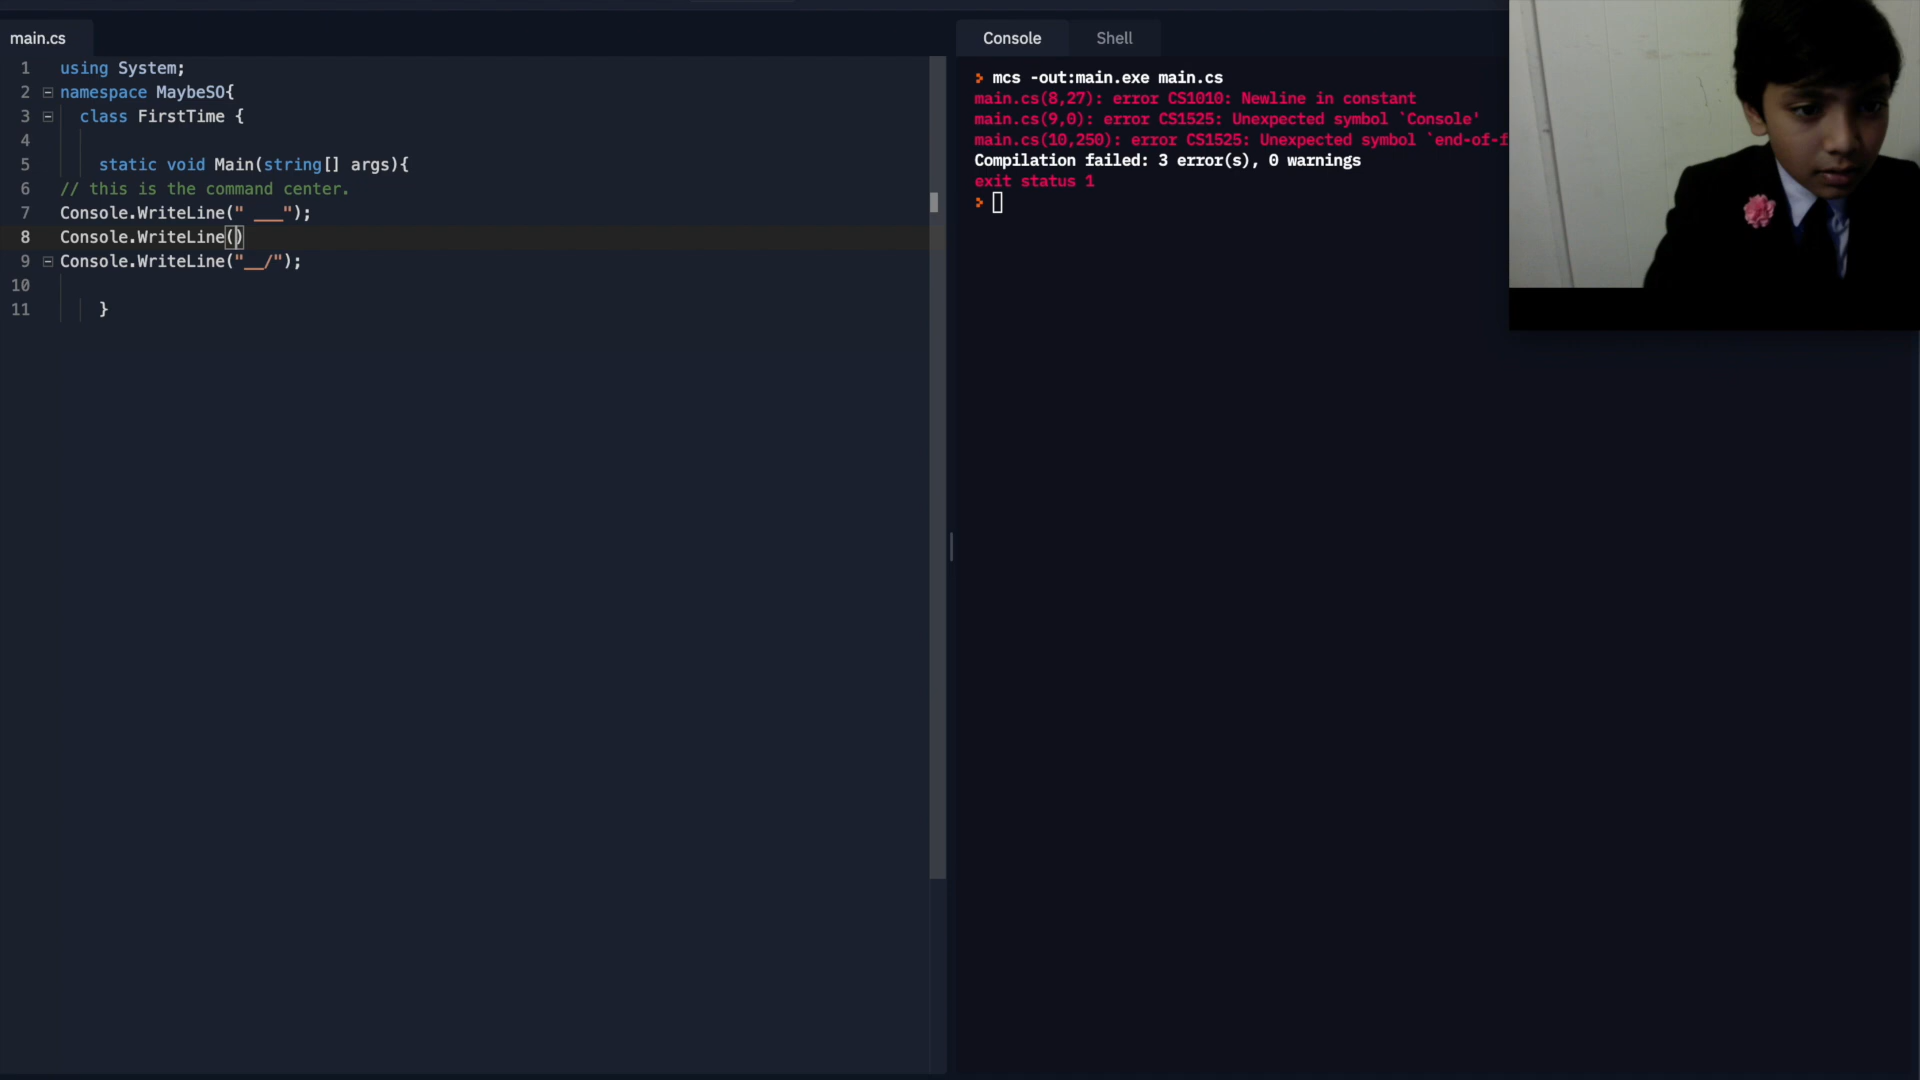 main.cs
1 using System;
2 namespace MaybeSO{
3 class FirstTime {
4
5 static void Main(string[] args){
6 // this is the command center.
7 Console.WriteLine(" ___");
8 Console.WriteLine()
9 Console.WriteLine("__/");
10
11 }
Console Shell
mcs -out:main.exe main.cs
main.cs(8,27): error CS1010: Newline in constant
main.cs(9,0): error CS1525: Unexpected symbol `Console'
main.cs(10,250): error CS1525: Unexpected symbol `end-of-f
Compilation failed: 3 error(s), 0 warnings
exit status 1